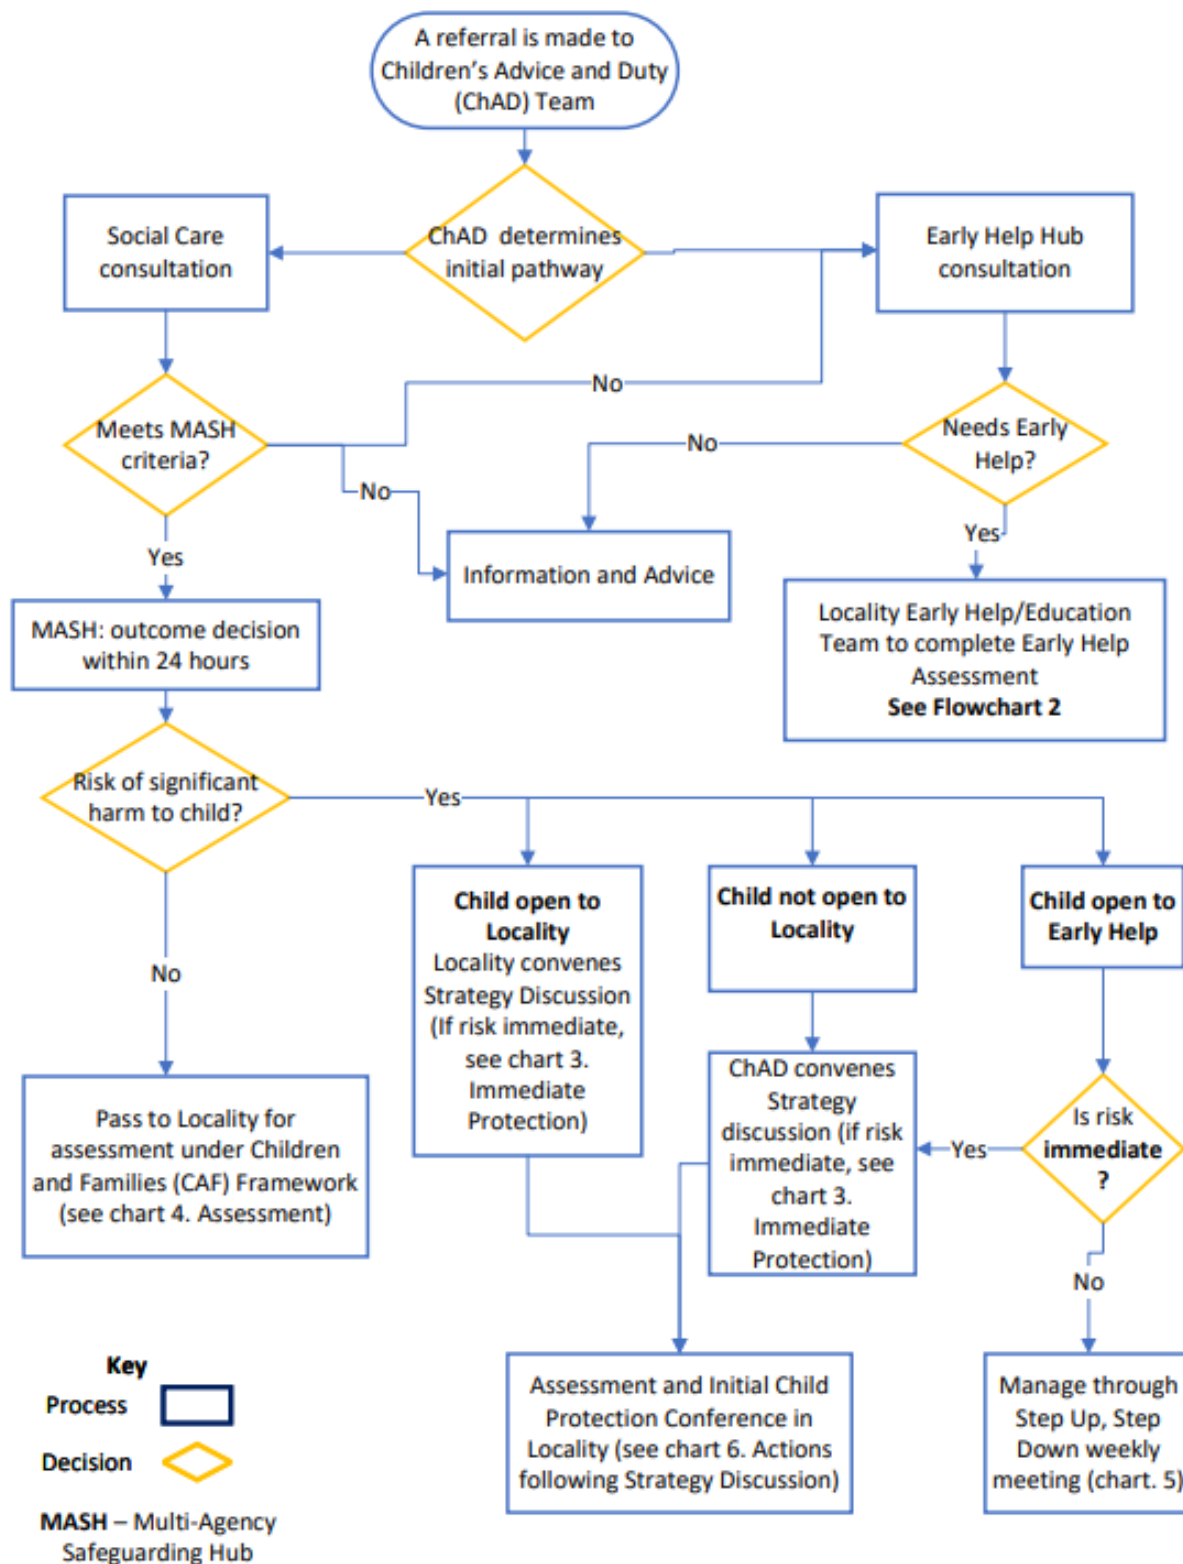 A referral is made to
Children's Advice and Duty
(ChAD) Team
Social Care
consultation
ChAD determines
initial pathway
Early Help Hub
consultation
No
Meets MASH
criteria?
No
Needs Early
Help?
No
Yes
Yes
Information and Advice
MASH: outcome decision
within 24 hours
Locality Early Help/Education
Team to complete Early Help
Assessment
See Flowchart 2
Risk of significant
harm to child?
Yes
No
Child open to
Locality
Locality convenes
Strategy Discussion
(If risk immediate,
see chart 3.
Immediate
Protection)
Child not open to
Locality
Child open to
Early Help
ChAD convenes
Strategy
discussion (if risk
immediate, see
chart 3.
Immediate
Protection)
Yes
Is risk
immediate
?
No
Pass to Locality for
assessment under Children
and Families (CAF) Framework
(see chart 4. Assessment)
Assessment and Initial Child
Protection Conference in
Locality (see chart 6. Actions
following Strategy Discussion)
Manage through
Step Up, Step
Down weekly
meeting (chart. 5)
Key
Process
Decision
MASH – Multi-Agency
Safeguarding Hub